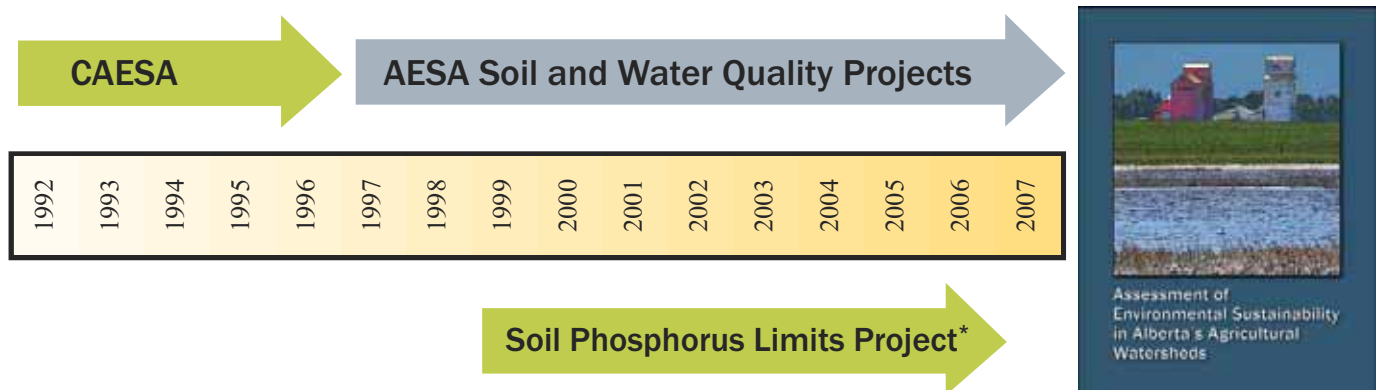 CAESA
AESA Soil and Water Quality Projects
1992 1993 1994 1995 1996 1997 1998 1999 2000 2001 2002 2003 2004 2005 2006 2007
Soil Phosphorus Limits Project*
Assessment of
Environmental Sustainability
in Alberta's Agricultural
Watersheds